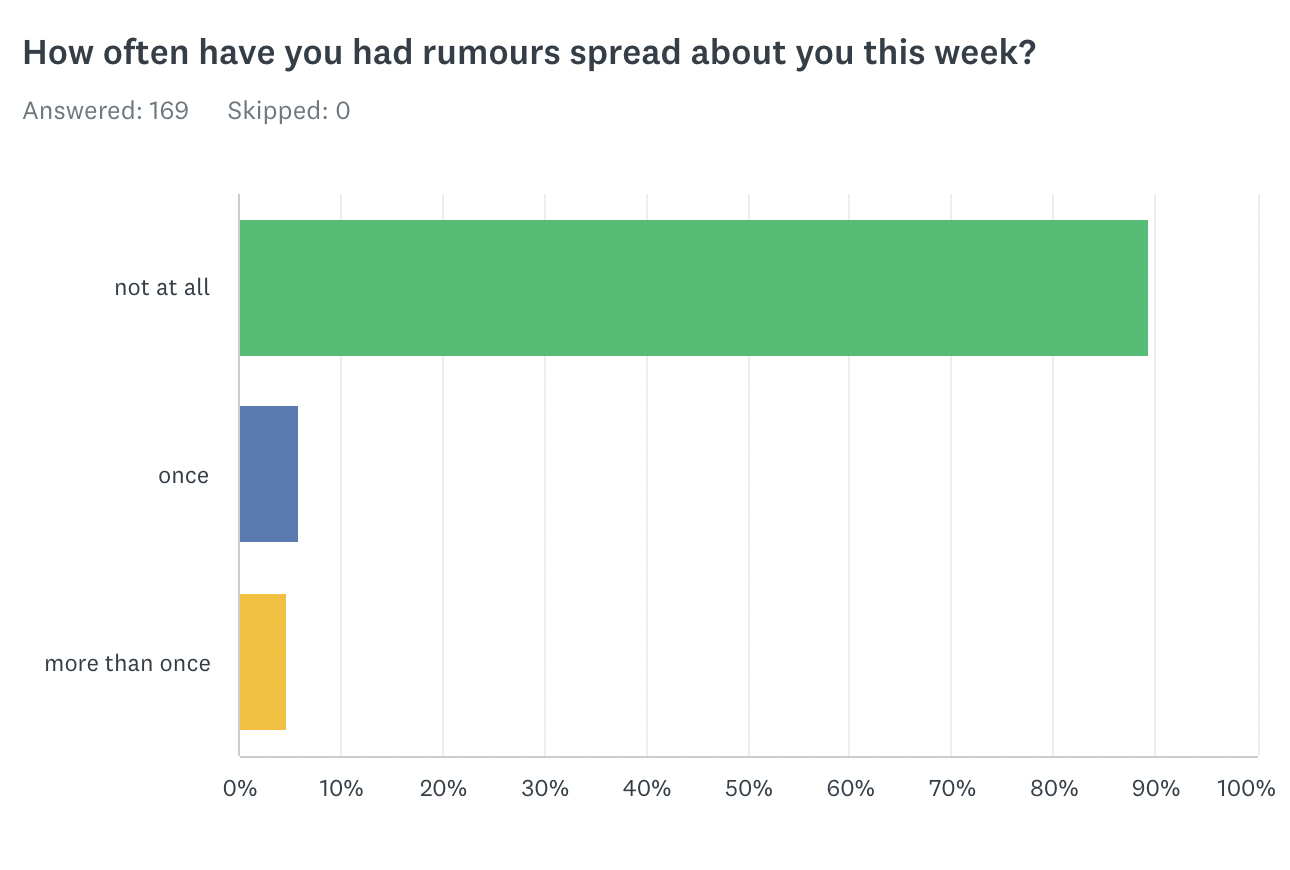 How often have you had rumours spread about you this week?
Answered: 169 Skipped: 0
not at all
once
more than once
0% 10% 20% 30% 40% 50% 60% 70% 80% 90% 100%